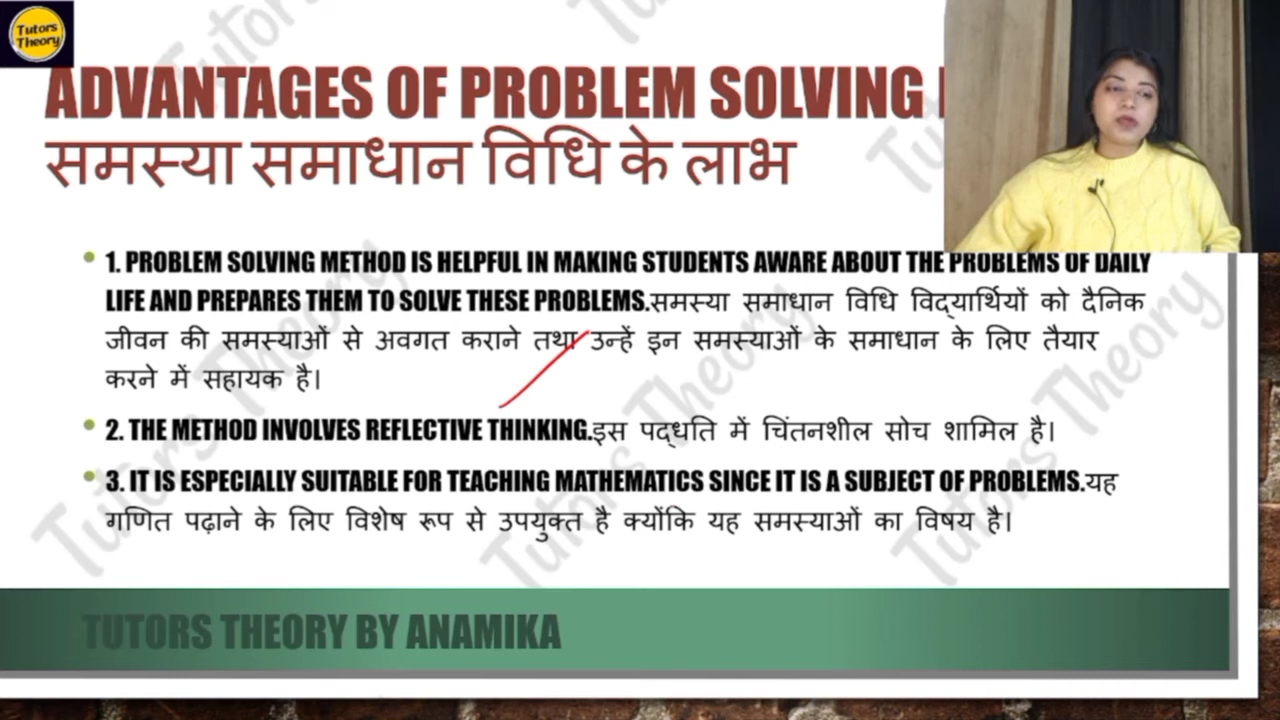 Tutors
Theory
ADVANTAGES OF PROBLEM SOLVING
समस्या समाधान विधि के लाभ
1. PROBLEM SOLVING METHOD IS HELPFUL IN MAKING STUDENTS AWARE ABOUT THE PROBLEMS OF DAILY
LIFE AND PREPARES THEM TO SOLVE THESE PROBLEMS.समस्या समाधान विधि विद्यार्थियों को दैनिक
जीवन की समस्याओं से अवगत कराने तथा उन्हें इन समस्याओं के समाधान के लिए तैयार
करने में सहायक है।
2. THE METHOD INVOLVES REFLECTIVE THINKING.इस पद्धति में चिंतनशील सोच शामिल है।
3. IT IS ESPECIALLY SUITABLE FOR TEACHING MATHEMATICS SINCE IT IS A SUBJECT OF PROBLEMS.यह
गणित पढ़ाने के लिए विशेष रूप से उपयुक्त है क्योंकि यह समस्याओं का विषय है।
TUTORS THEORY BY ANAMIKA